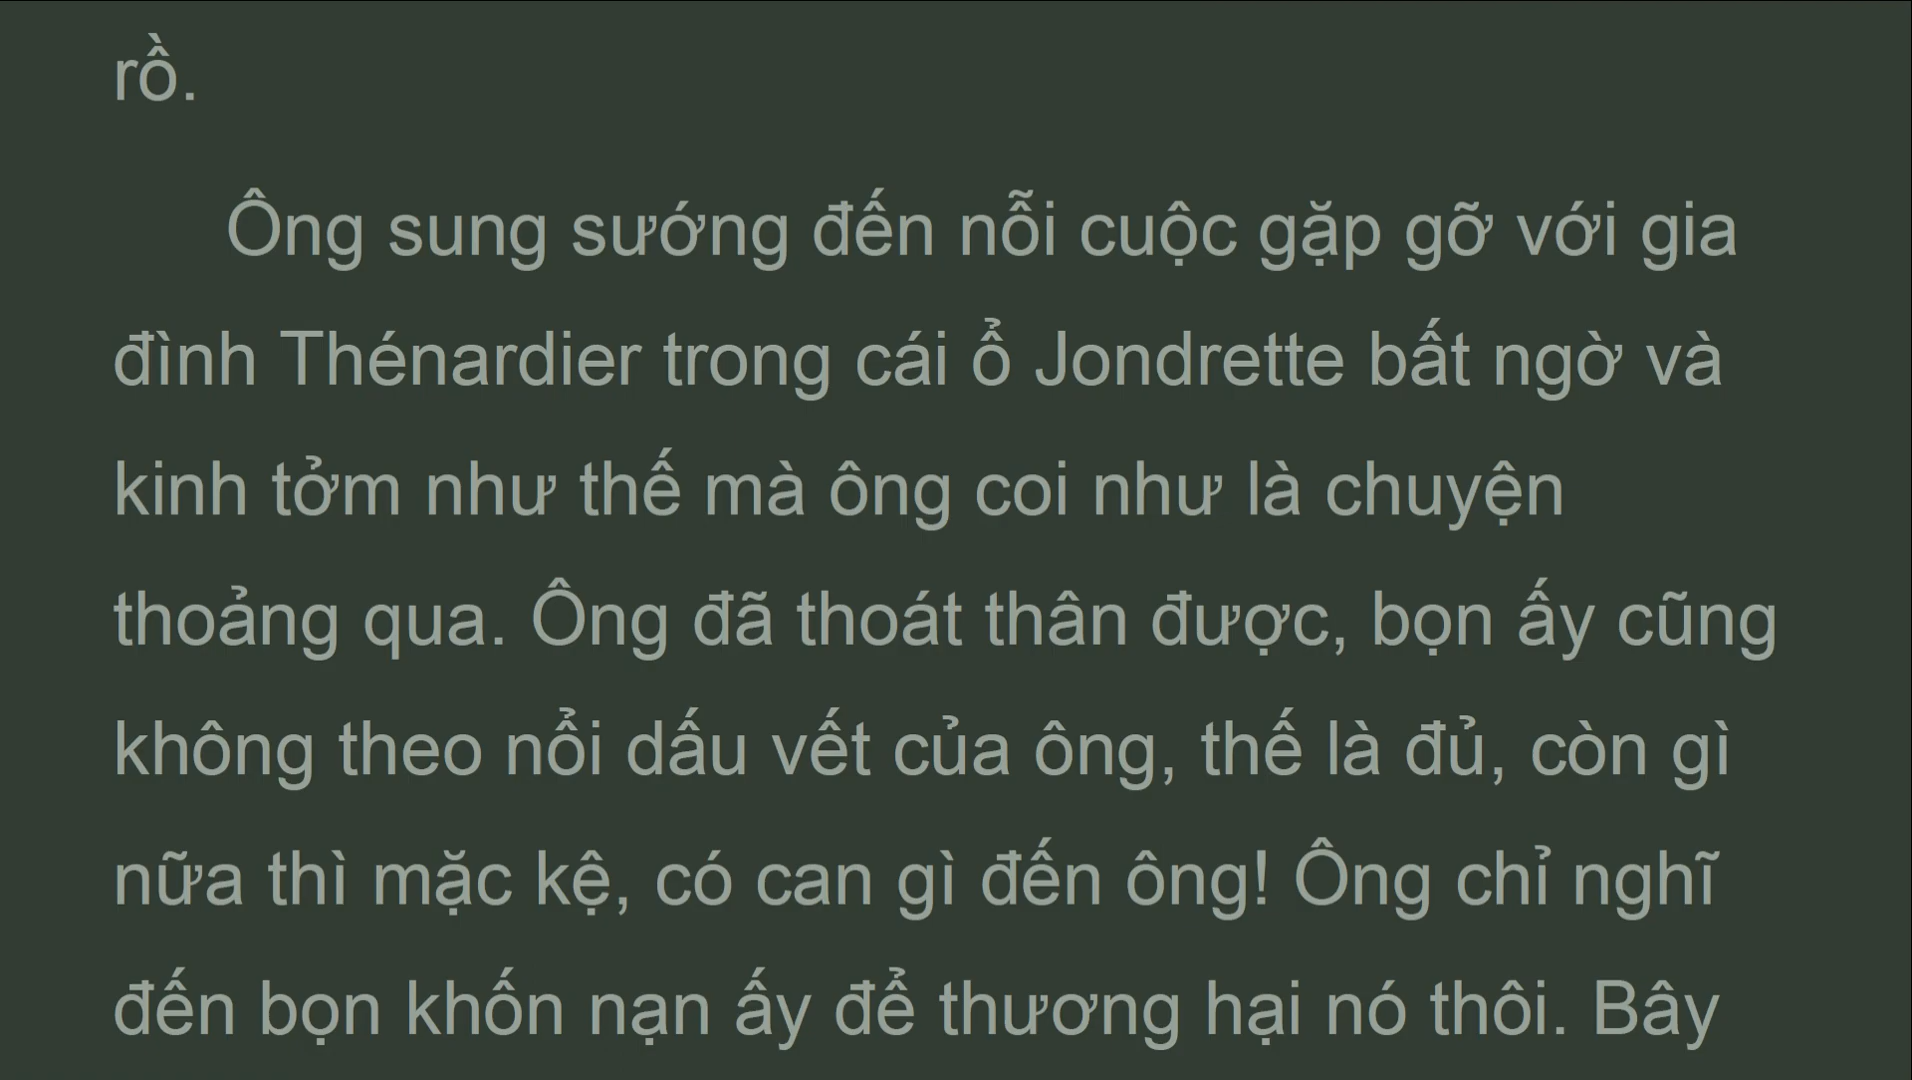 rồ.
Ông sung sướng đến nỗi cuộc gặp gỡ với gia
đình Thénardier trong cái ổ Jondrette bất ngờ và
kinh tởm như thế mà ông coi như là chuyện
thoảng qua. Ông đã thoát thân được, bọn ấy cũng
không theo nổi dấu vết của ông, thế là đủ, còn gì
nữa thì mặc kệ, có can gì đến ông! Ông chỉ nghĩ
đến bọn khốn nạn ấy để thương hại nó thôi. Bây